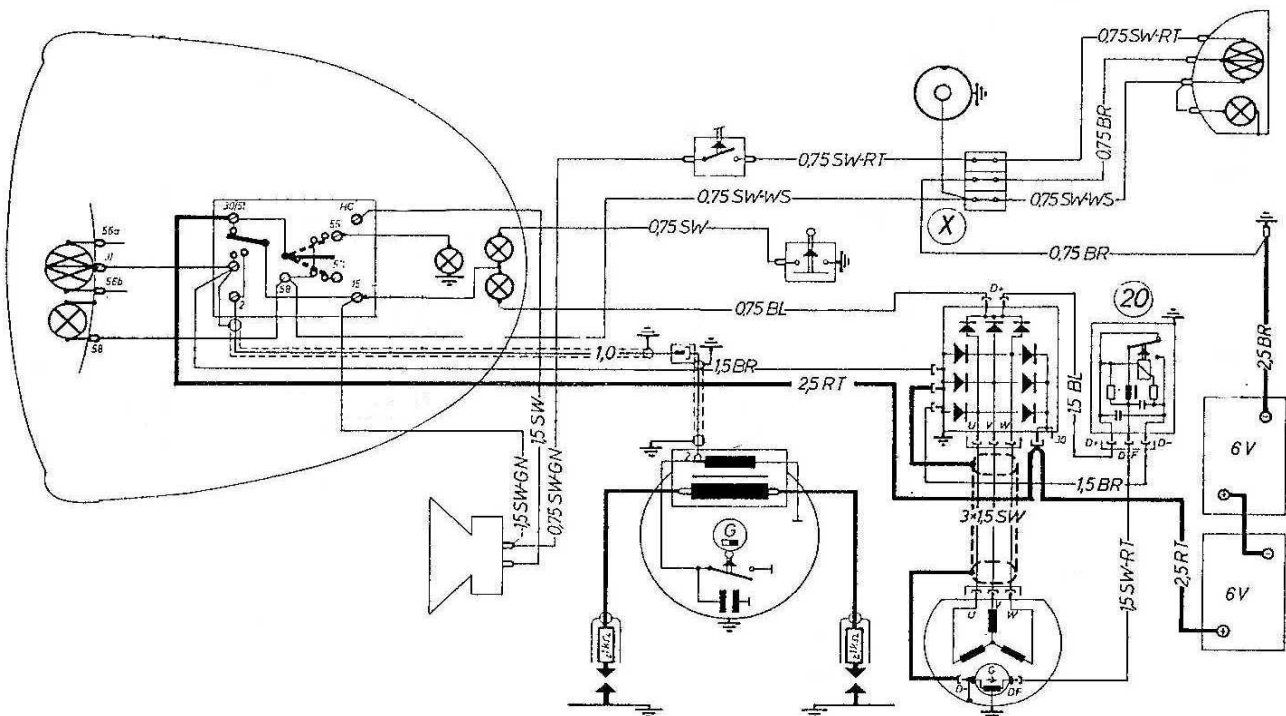 0,75 SW-RT
0,75 BR
0,75 SW-RT
0,75 SW-WS
0,75 SW-WS
X
0,75 SW
0,75 BR
30/51
HC
55
56a
31
56b
58
58
2
15
0,75 BL
D+
20
1,0
1,5 BR
2,5 RT
1,5 BL
2,5 BR
U
V
W
30
D+
DF
D-
1,5 BR
6V
1,5 SW-GN
1,5 SW
0,75 SW-GN
2
3×1,5 SW
G
1,5 SW-RT
2,5 RT
6V
U
V
W
G
D-
DF